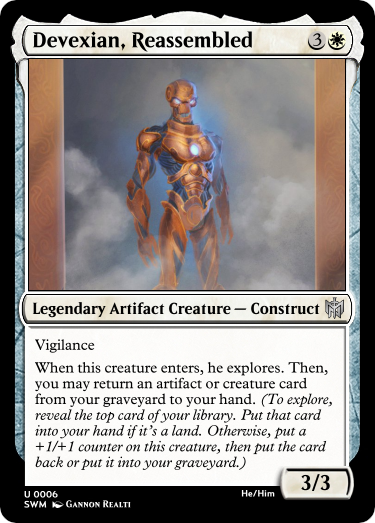 Devexian, Reassembled 3
Legendary Artifact Creature — Construct
Vigilance
When this creature enters, he explores. Then,
you may return an artifact or creature card
from your graveyard to your hand. (To explore,
reveal the top card of your library. Put that card
into your hand if it's a land. Otherwise, put a
+1/+1 counter on this creature, then put the card
back or put it into your graveyard.)
3/3
U 0006 He/Him
SWM Gannon Realti